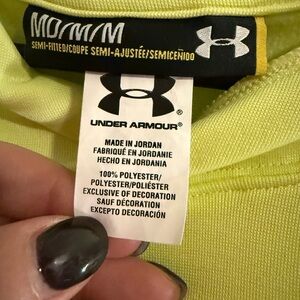 MD/M/M
SEMI-FITTED/COUPE SEMI-AJUSTÉE/SEMICEÑIDO
UNDER ARMOUR®
MADE IN JORDAN
FABRIQUÉ EN JORDANIE
HECHO EN JORDANIA
100% POLYESTER/
POLYESTER/POLIÉSTER
EXCLUSIVE OF DECORATION
SAUF DÉCORATION
EXCEPTO DECORACIÓN